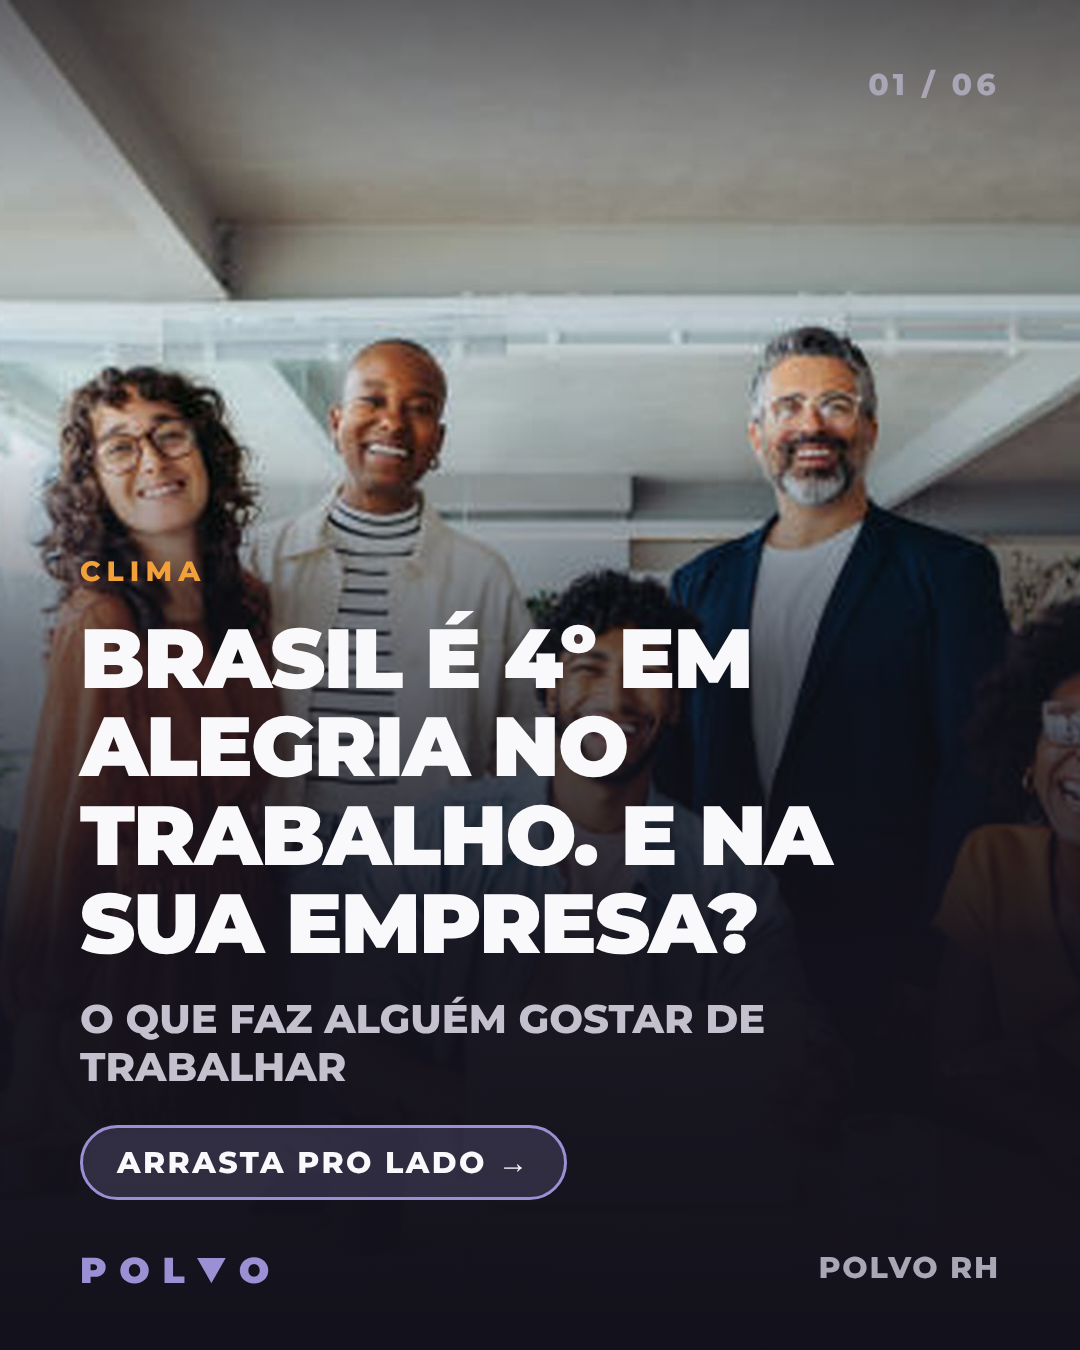 01 / 06
CLIMA
BRASIL É 4º EM
ALEGRIA NO
TRABALHO. E NA
SUA EMPRESA?
O QUE FAZ ALGUÉM GOSTAR DE
TRABALHAR
ARRASTA PRO LADO →
POLVO
POLVO RH